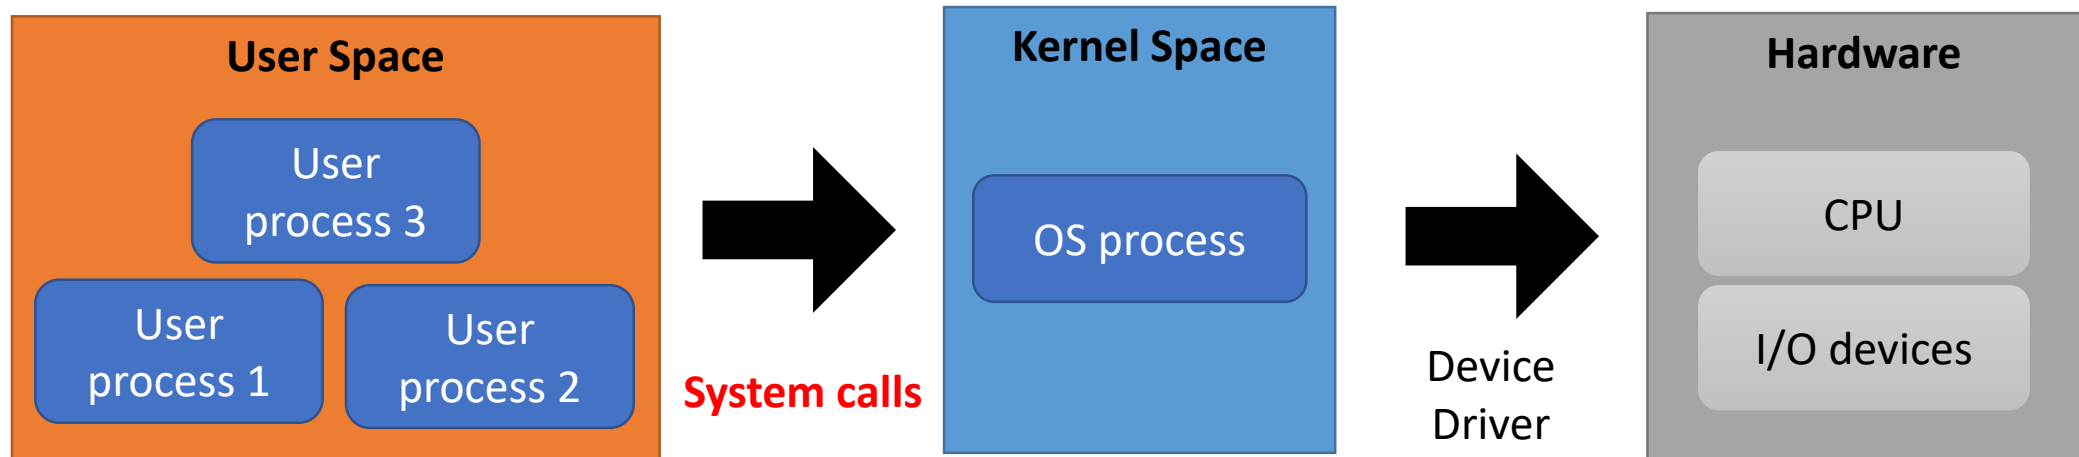 User Space
User
process 3
User
process 1
User
process 2
System calls
Kernel Space
OS process
Device
Driver
Hardware
CPU
I/O devices